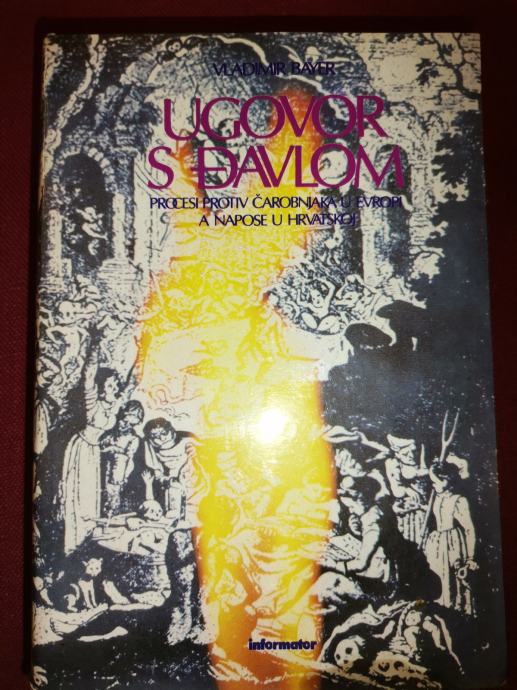 VLADIMIR BAYER
UGOVOR
S ĐAVLOM
PROCESI PROTIV ČAROBNJAKA U EVROPI
A NAPOSE U HRVATSKOJ
informator